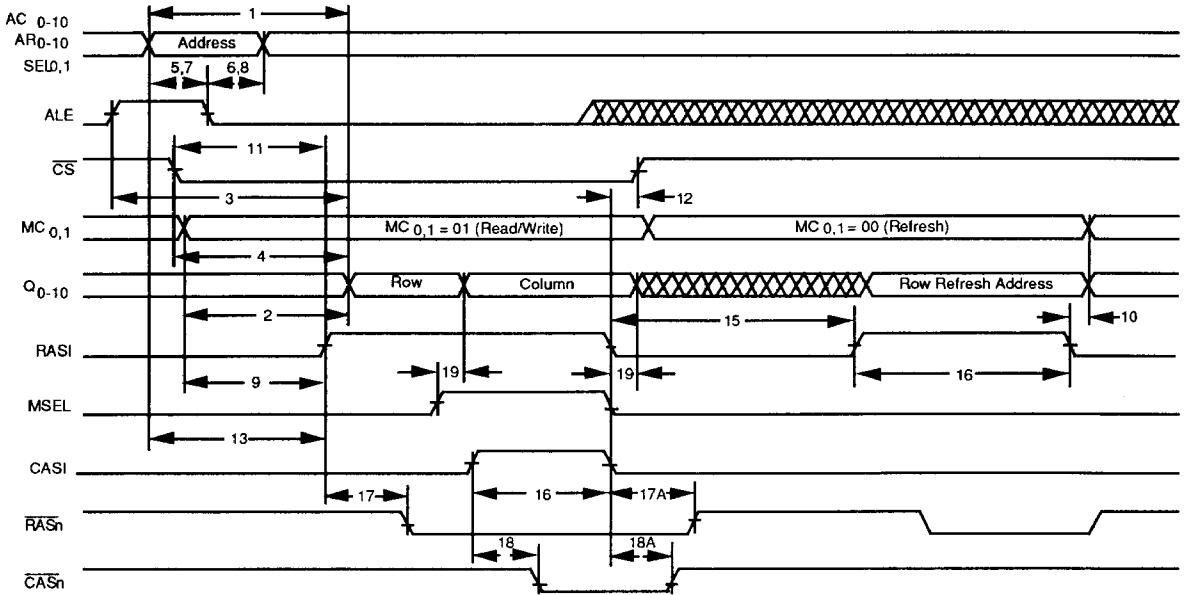 1
AC 0-10
AR0-10 Address
SEL0,1 5,7 6,8
ALE
11
CS
3 12
MC 0,1 MC 0,1 = 01 (Read/Write) MC 0,1 = 00 (Refresh)
4
Q0-10 Row Column Row Refresh Address
2 15 10
RASI
9 19 19 16
MSEL
13
CASI
17 16 17A
RASn
18 18A
CASn